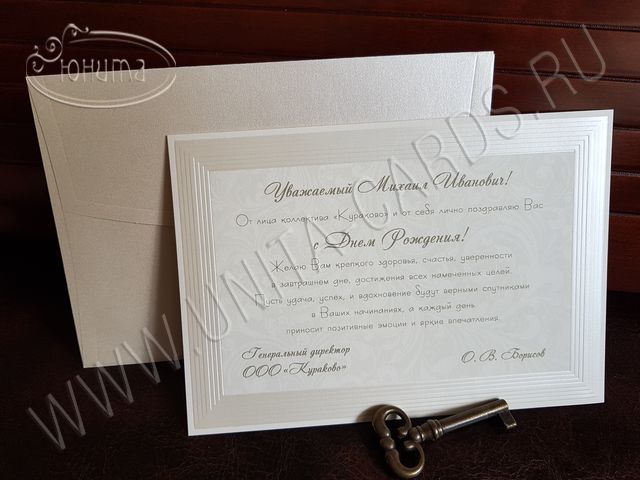 Юнита
WWW.UNITA-CARDS.RU
Уважаемый Михаил Иванович!
От лица коллектива «Кураково» и от себя лично поздравляю Вас
с Днем Рождения!
Желаю Вам крепкого здоровья, счастья, уверенности
в завтрашнем дне, достижения всех намеченных целей.
Пусть удача, успех, и вдохновение будут верными спутниками
в Ваших начинаниях, а каждый день
приносит позитивные эмоции и яркие впечатления.
Генеральный директор
ООО «Кураково»
О. В. Борисов